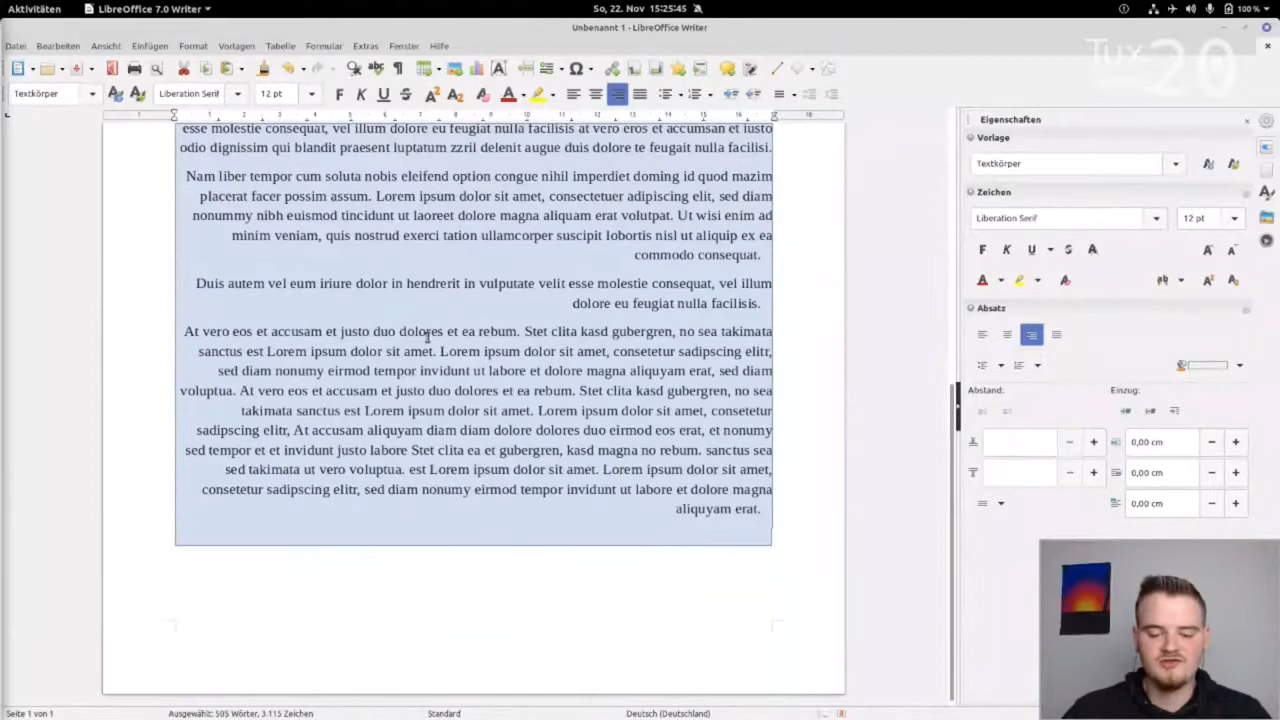 Aktivitäten LibreOffice 7.0 Writer So, 22. Nov 15:25:45 100 %
Unbenannt 1 - LibreOffice Writer
Datei Bearbeiten Ansicht Einfügen Format Vorlagen Tabelle Formular Extras Fenster Hilfe
Tux 20
Textkörper Liberation Serif 12 pt
esse molestie consequat, vel illum dolore eu feugiat nulla facilisis at vero eros et accumsan et iusto
odio dignissim qui blandit praesent luptatum zzril delenit augue duis dolore te feugait nulla facilisi.
Nam liber tempor cum soluta nobis eleifend option congue nihil imperdiet doming id quod mazim
placerat facer possim assum. Lorem ipsum dolor sit amet, consectetuer adipiscing elit, sed diam
nonummy nibh euismod tincidunt ut laoreet dolore magna aliquam erat volutpat. Ut wisi enim ad
minim veniam, quis nostrud exerci tation ullamcorper suscipit lobortis nisl ut aliquip ex ea
commodo consequat.
Duis autem vel eum iriure dolor in hendrerit in vulputate velit esse molestie consequat, vel illum
dolore eu feugiat nulla facilisis.
At vero eos et accusam et justo duo dolores et ea rebum. Stet clita kasd gubergren, no sea takimata
sanctus est Lorem ipsum dolor sit amet. Lorem ipsum dolor sit amet, consetetur sadipscing elitr,
sed diam nonumy eirmod tempor invidunt ut labore et dolore magna aliquyam erat, sed diam
voluptua. At vero eos et accusam et justo duo dolores et ea rebum. Stet clita kasd gubergren, no sea
takimata sanctus est Lorem ipsum dolor sit amet. Lorem ipsum dolor sit amet, consetetur
sadipscing elitr, At accusam aliquyam diam diam dolore dolores duo eirmod eos erat, et nonumy
sed tempor et et invidunt justo labore Stet clita ea et gubergren, kasd magna no rebum. sanctus sea
sed takimata ut vero voluptua. est Lorem ipsum dolor sit amet. Lorem ipsum dolor sit amet,
consetetur sadipscing elitr, sed diam nonumy eirmod tempor invidunt ut labore et dolore magna
aliquyam erat.
Eigenschaften
Vorlage
Textkörper
Zeichen
Liberation Serif 12 pt
Absatz
Abstand: Einzug:
0,00 cm
0,00 cm
0,00 cm
Seite 1 von 1 Ausgewählt: 505 Wörter, 3.115 Zeichen Standard Deutsch (Deutschland)